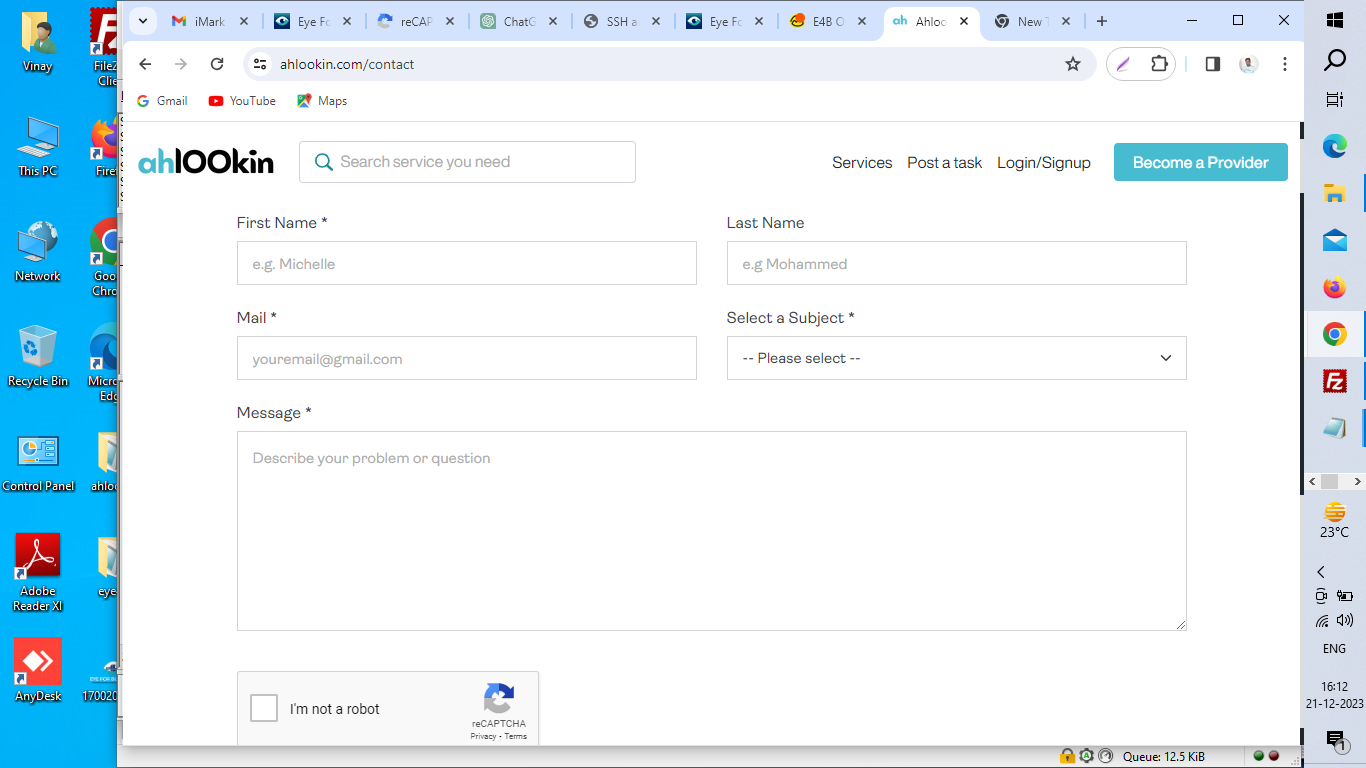 iMark
Eye Fo
reCAP
ChatG
SSH a
Eye Fo
E4B O
Ahloo
New T
ahlookin.com/contact
Gmail
YouTube
Maps
ahlOOkin
Search service you need
Services
Post a task
Login/Signup
Become a Provider
First Name *
Last Name
e.g. Michelle
e.g Mohammed
Mail *
Select a Subject *
youremail@gmail.com
-- Please select --
Message *
Describe your problem or question
I'm not a robot
reCAPTCHA
Privacy - Terms
Vinay
This PC
Network
Recycle Bin
Control Panel
Adobe
Reader XI
AnyDesk
FileZ
Clie
Firef
Goo
Chro
Micro
Edg
ahloo
eye
170020
23°C
ENG
16:12
21-12-2023
1
Queue: 12.5 KiB